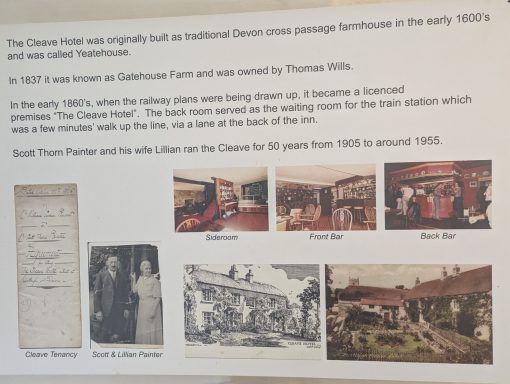 The Cleave Hotel was originally built as traditional Devon cross passage farmhouse in the early 1600's
and was called Yeatehouse.
In 1837 it was known as Gatehouse Farm and was owned by Thomas Wills.
In the early 1860's, when the railway plans were being drawn up, it became a licenced
premises "The Cleave Hotel". The back room served as the waiting room for the train station which
was a few minutes' walk up the line, via a lane at the back of the inn.
Scott Thorn Painter and his wife Lillian ran the Cleave for 50 years from 1905 to around 1955.
Sideroom
Front Bar
Back Bar
Cleave Tenancy
Scott & Lillian Painter
CLEAVE HOTEL